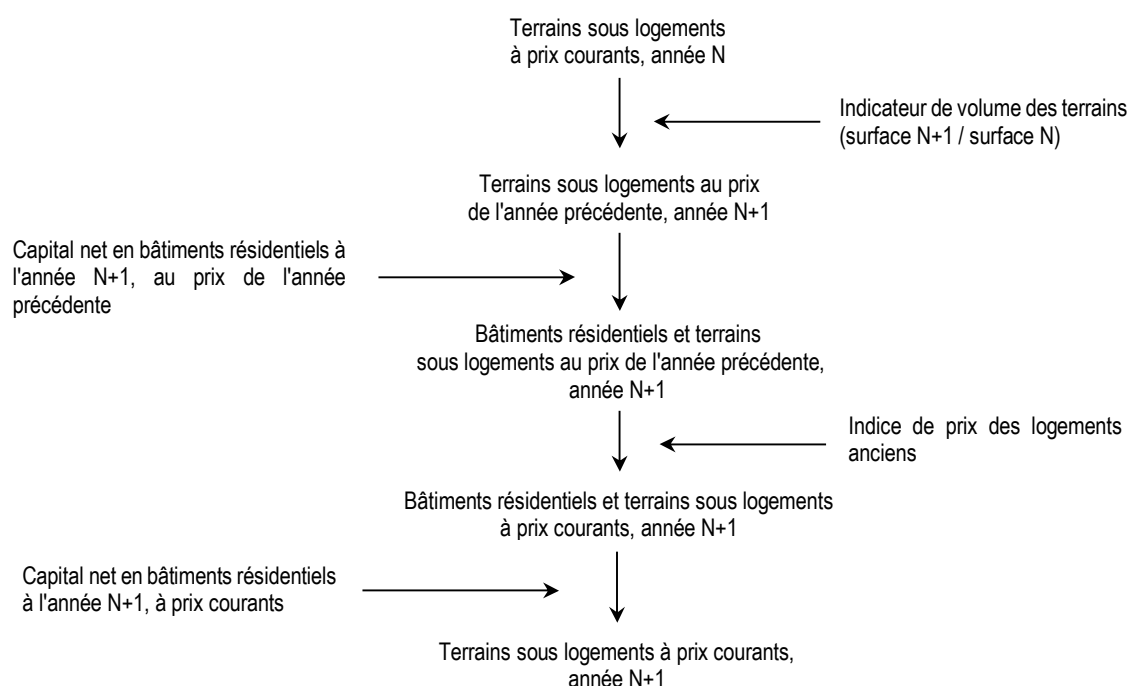 Terrains sous logements
à prix courants, année N
Indicateur de volume des terrains
(surface N+1 / surface N)
Terrains sous logements au prix
de l'année précédente, année N+1
Capital net en bâtiments résidentiels à
l'année N+1, au prix de l'année
précédente
Bâtiments résidentiels et terrains
sous logements au prix de l'année précédente,
année N+1
Indice de prix des logements
anciens
Bâtiments résidentiels et terrains sous logements
à prix courants, année N+1
Capital net en bâtiments résidentiels
à l'année N+1, à prix courants
Terrains sous logements à prix courants,
année N+1